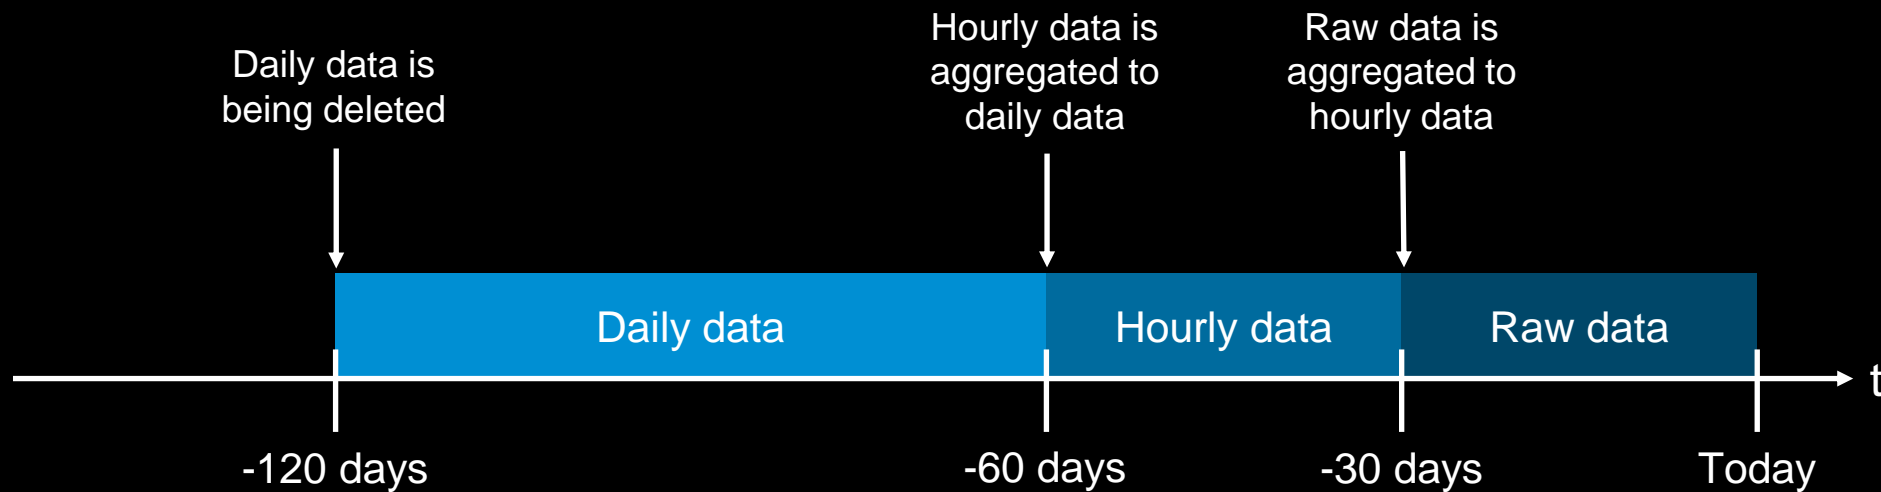 Daily data is
being deleted
Hourly data is
aggregated to
daily data
Raw data is
aggregated to
hourly data
Daily data
Hourly data
Raw data
t
-120 days
-60 days
-30 days
Today